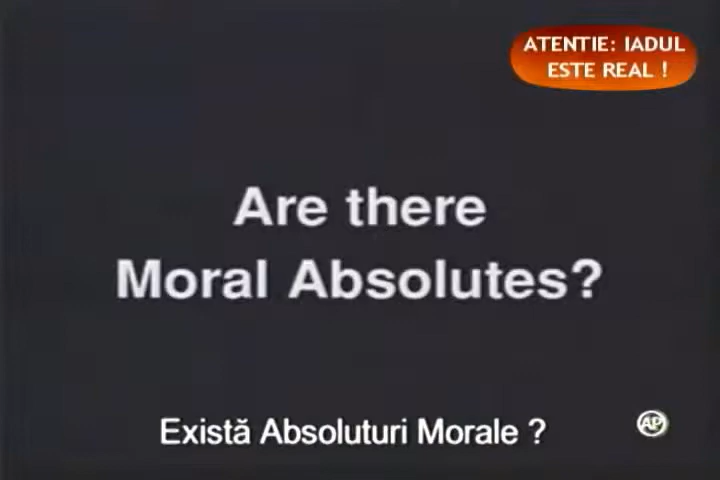 ATENTIE: IADUL
ESTE REAL !
Are there
Moral Absolutes?
Există Absoluturi Morale ?
AP